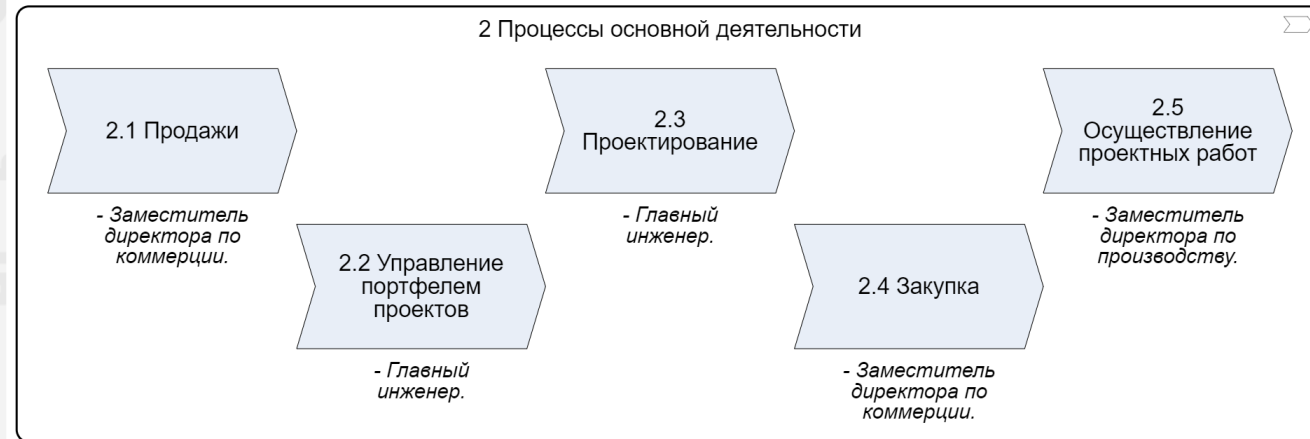 2 Процессы основной деятельности
2.1 Продажи
- Заместитель
директора по
коммерции.
2.2 Управление
портфелем
проектов
- Главный
инженер.
2.3
Проектирование
- Главный
инженер.
2.4 Закупка
- Заместитель
директора по
коммерции.
2.5
Осуществление
проектных работ
- Заместитель
директора по
производству.